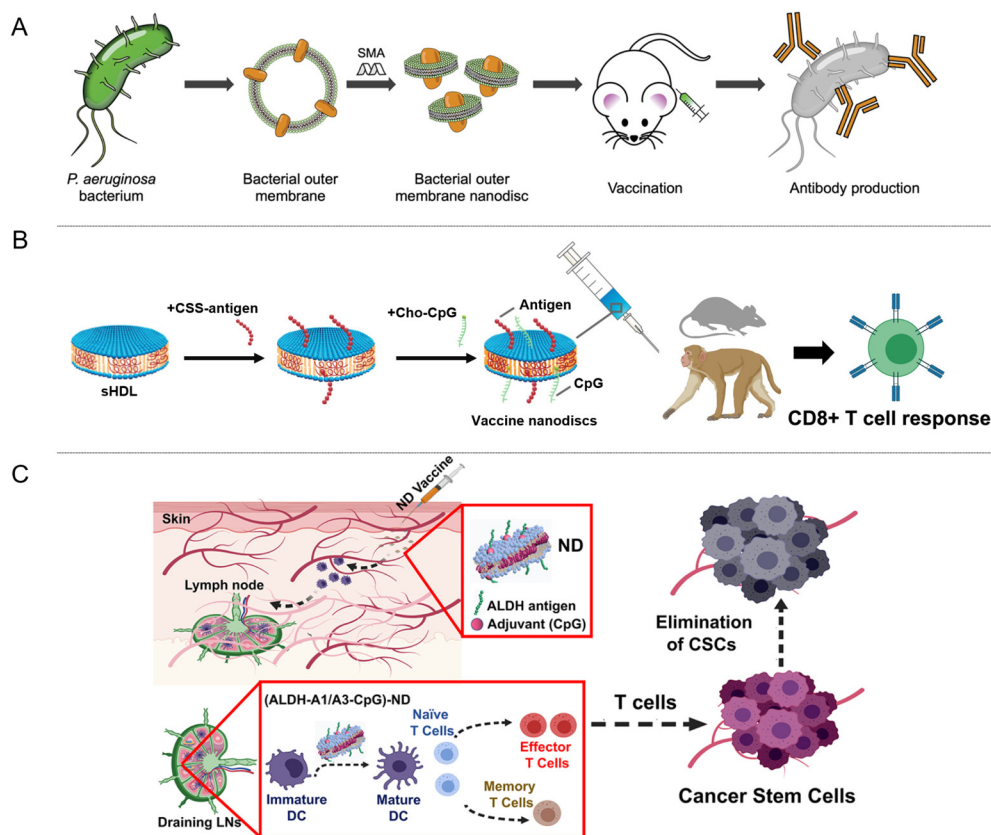 A
SMA
P. aeruginosa
bacterium
Bacterial outer
membrane
Bacterial outer
membrane nanodisc
Vaccination
Antibody production
B
+CSS-antigen
+Cho-CpG
Antigen
sHDL
CpG
Vaccine nanodiscs
CD8+ T cell response
C
ND Vaccine
Skin
ND
Lymph node
ALDH antigen
Adjuvant (CpG)
Elimination
of CSCs
(ALDH-A1/A3-CpG)-ND
Naïve
T Cells
T cells
Effector
T Cells
Immature
DC
Mature
DC
Memory
T Cells
Draining LNs
Cancer Stem Cells